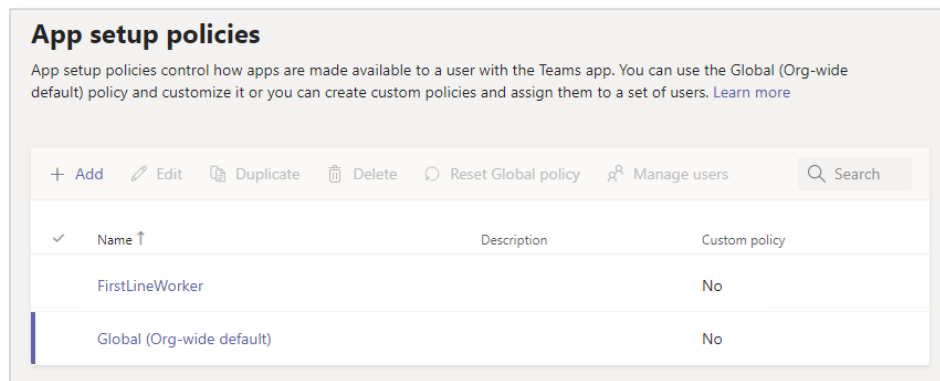 App setup policies
App setup policies control how apps are made available to a user with the Teams app. You can use the Global (Org-wide
default) policy and customize it or you can create custom policies and assign them to a set of users. Learn more
+ Add Edit Duplicate Delete Reset Global policy Manage users Search
Name ↑ Description Custom policy
FirstLineWorker No
Global (Org-wide default) No